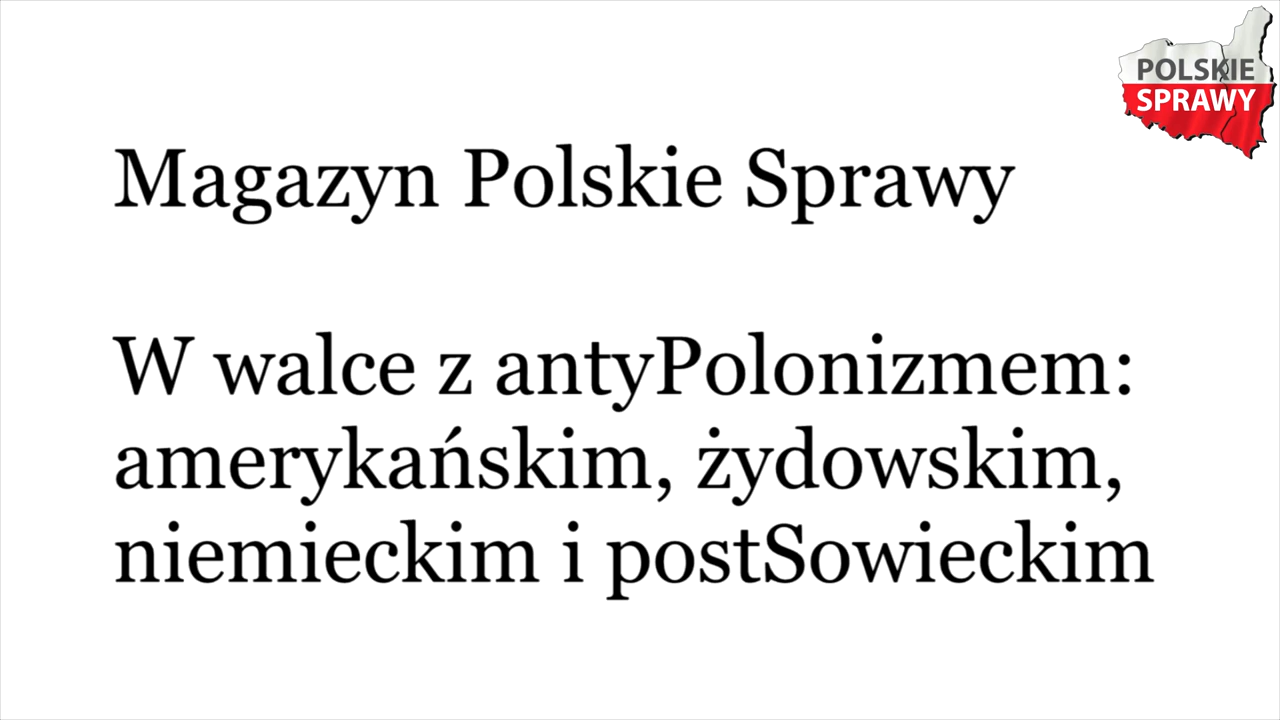 POLSKIE
SPRAWY
Magazyn Polskie Sprawy
W walce z antyPolonizmem:
amerykańskim, żydowskim,
niemieckim i postSowieckim